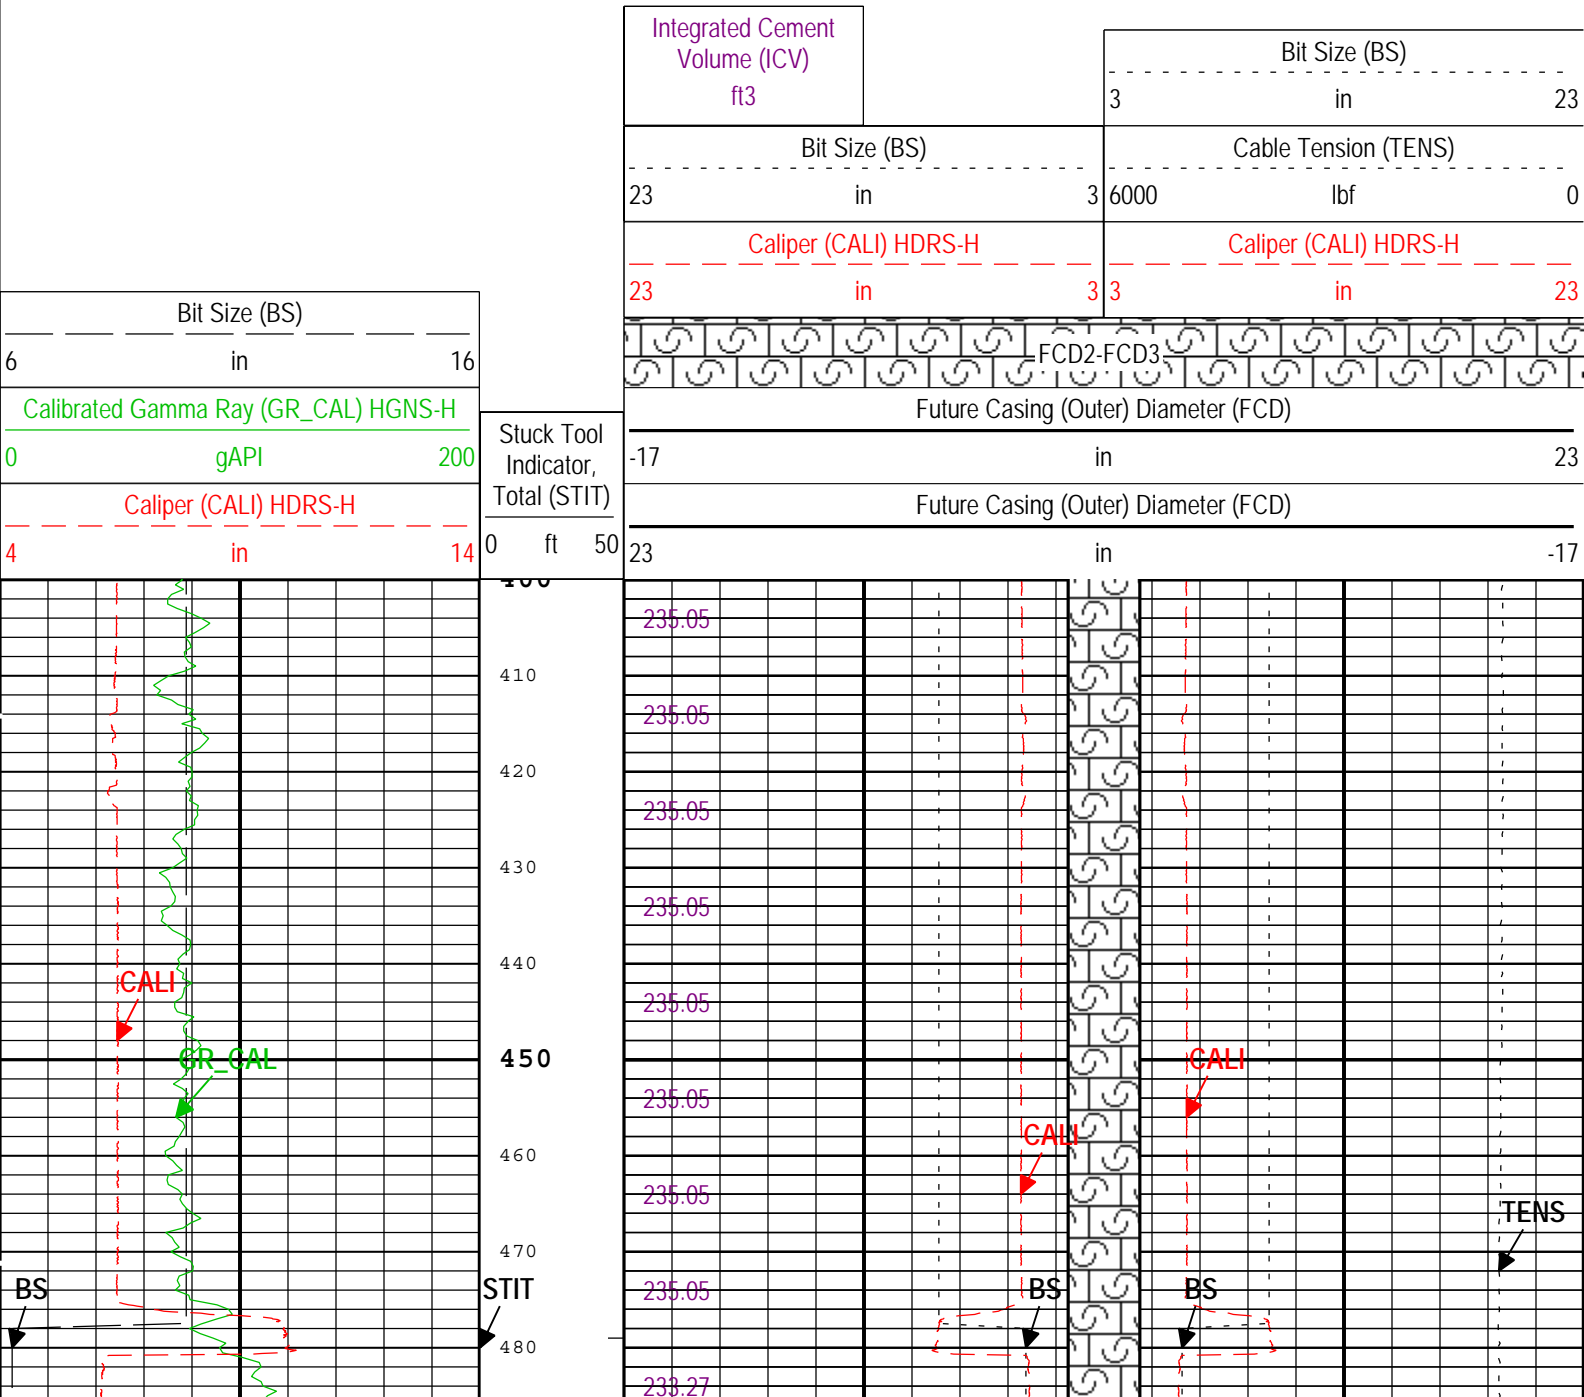 Integrated Cement
Volume (ICV)
ft3
Bit Size (BS)
3 in 23
Bit Size (BS)
23 in 3
Cable Tension (TENS)
6000 lbf 0
Caliper (CALI) HDRS-H
23 in 3
Caliper (CALI) HDRS-H
3 in 23
Bit Size (BS)
6 in 16
FCD2-FCD3
Calibrated Gamma Ray (GR_CAL) HGNS-H
0 gAPI 200
Future Casing (Outer) Diameter (FCD)
-17 in 23
Stuck Tool
Indicator,
Total (STIT)
0 ft 50
Caliper (CALI) HDRS-H
4 in 14
Future Casing (Outer) Diameter (FCD)
23 in -17
400
235.05
410
235.05
420
235.05
430
235.05
440
CALI
235.05
450
GR_CAL
CALI
235.05
CALI
460
235.05
TENS
470
BS
STIT
235.05
BS
BS
480
233.27